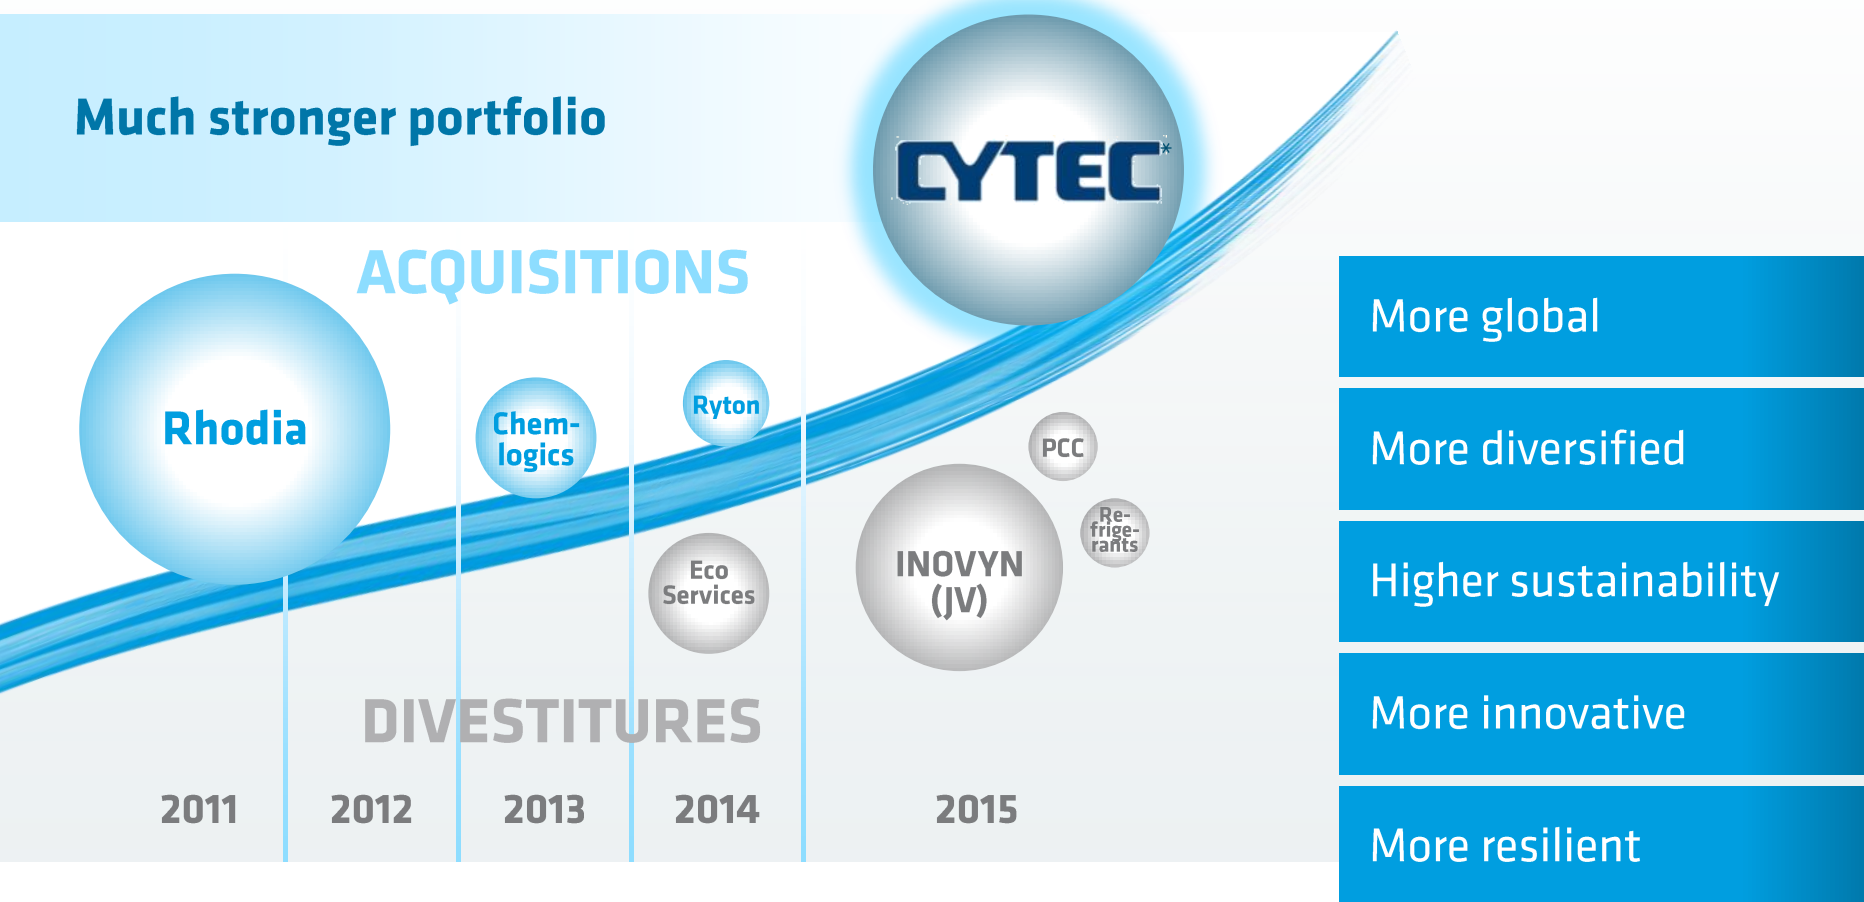 Much stronger portfolio
CYTEC*
ACQUISITIONS
Rhodia
Chem-
logics
Ryton
PCC
Re-
frige-
rants
Eco
Services
INOVYN
(JV)
DIVESTITURES
2011
2012
2013
2014
2015
More global
More diversified
Higher sustainability
More innovative
More resilient